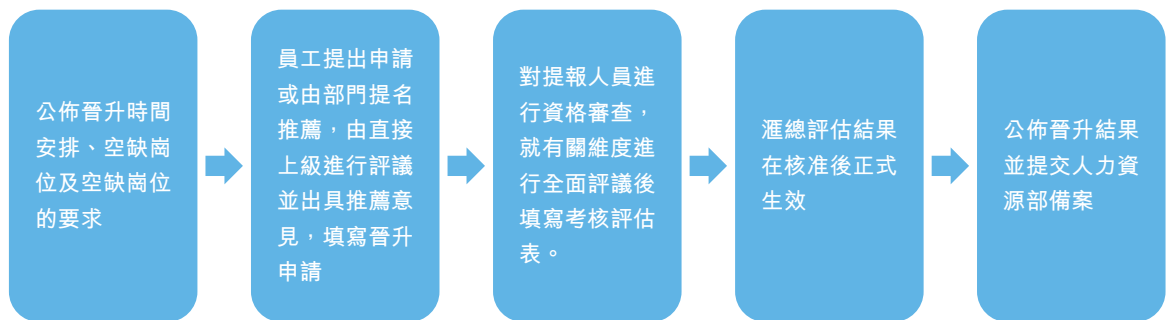 公佈晉升時間
安排、空缺崗
位及空缺崗位
的要求
員工提出申請
或由部門提名
推薦，由直接
上級進行評議
並出具推薦意
見，填寫晉升
申請
對提報人員進
行資格審查，
就有關維度進
行全面評議後
填寫考核評估
表。
滙總評估結果
在核准後正式
生效
公佈晉升結果
並提交人力資
源部備案